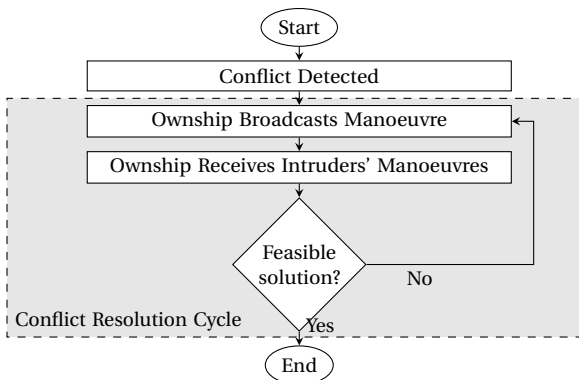 Start
Conflict Detected
Ownship Broadcasts Manoeuvre
Ownship Receives Intruders' Manoeuvres
Feasible
solution?
No
Conflict Resolution Cycle
Yes
End